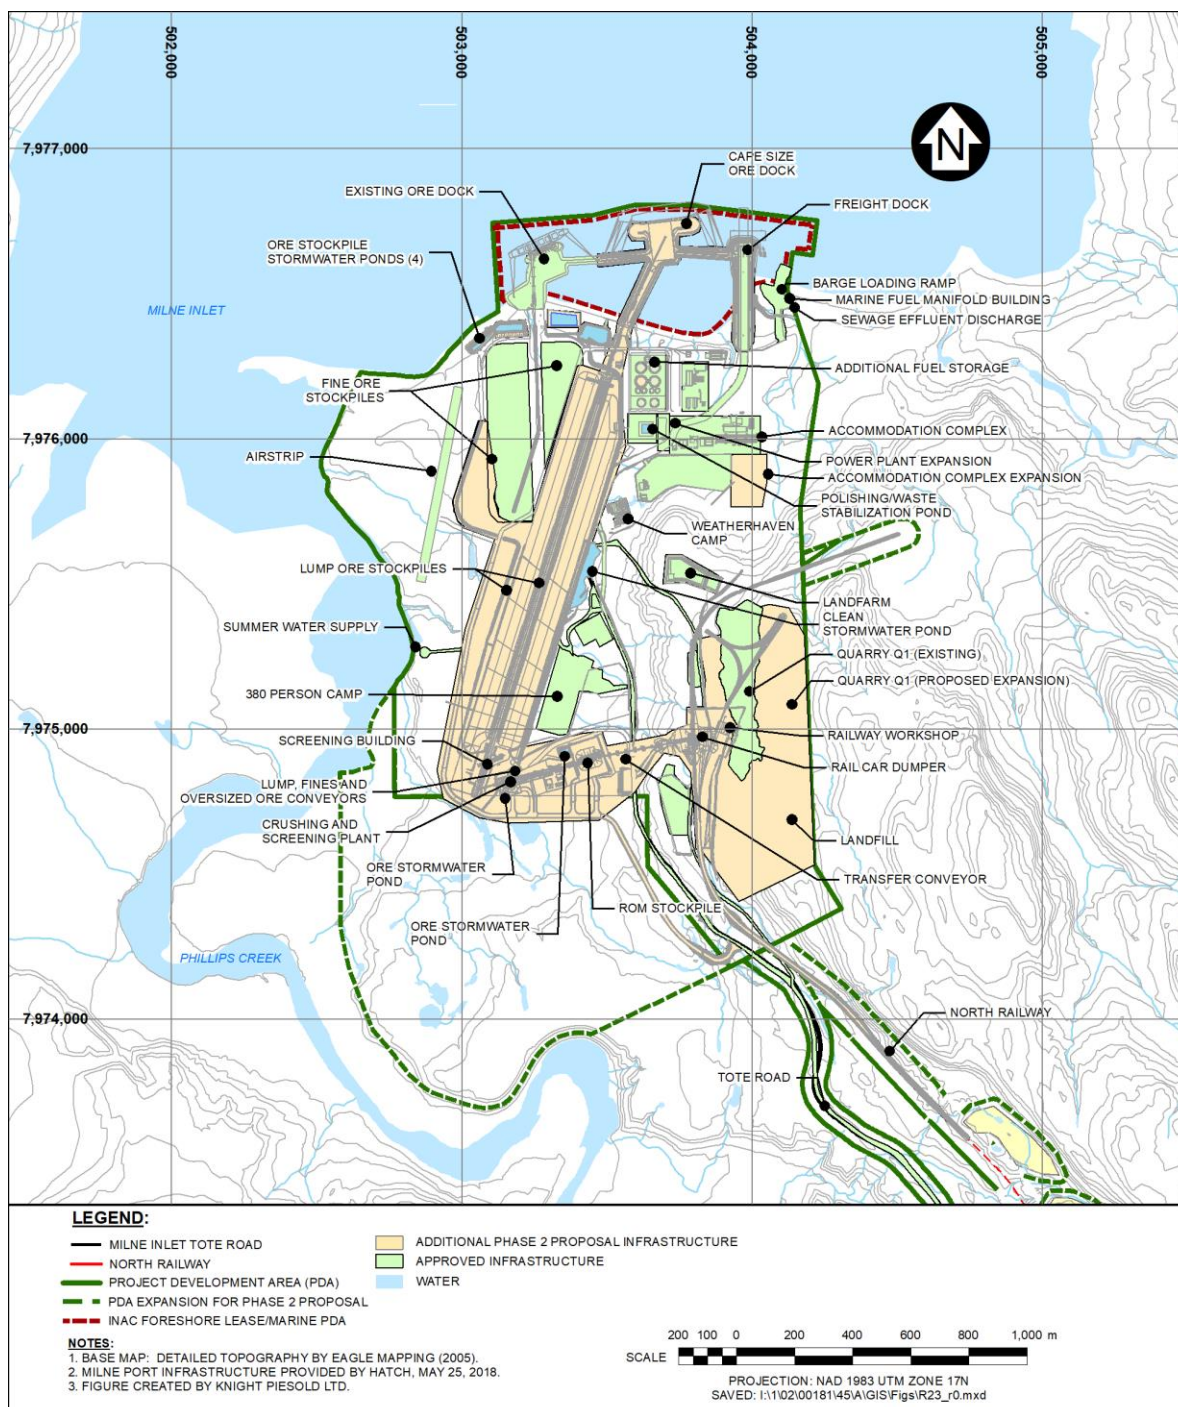 502,000
503,000
504,000
505,000
7,977,000
N
CAPE SIZE
ORE DOCK
EXISTING ORE DOCK
FREIGHT DOCK
ORE STOCKPILE
STORMWATER PONDS (4)
BARGE LOADING RAMP
MARINE FUEL MANIFOLD BUILDING
MILNE INLET
SEWAGE EFFLUENT DISCHARGE
ADDITIONAL FUEL STORAGE
FINE ORE
STOCKPILES
7,976,000
ACCOMMODATION COMPLEX
AIRSTRIP
POWER PLANT EXPANSION
ACCOMMODATION COMPLEX EXPANSION
POLISHING/WASTE
STABILIZATION POND
WEATHERHAVEN
CAMP
LUMP ORE STOCKPILES
LANDFARM
CLEAN
STORMWATER POND
SUMMER WATER SUPPLY
QUARRY Q1 (EXISTING)
QUARRY Q1 (PROPOSED EXPANSION)
380 PERSON CAMP
7,975,000
RAILWAY WORKSHOP
SCREENING BUILDING
RAIL CAR DUMPER
LUMP, FINES AND
OVERSIZED ORE CONVEYORS
CRUSHING AND
SCREENING PLANT
LANDFILL
ORE STORMWATER
POND
TRANSFER CONVEYOR
ROM STOCKPILE
ORE STORMWATER
POND
PHILLIPS CREEK
7,974,000
NORTH RAILWAY
TOTE ROAD
LEGEND:
MILNE INLET TOTE ROAD
NORTH RAILWAY
PROJECT DEVELOPMENT AREA (PDA)
PDA EXPANSION FOR PHASE 2 PROPOSAL
INAC FORESHORE LEASE/MARINE PDA
ADDITIONAL PHASE 2 PROPOSAL INFRASTRUCTURE
APPROVED INFRASTRUCTURE
WATER
NOTES:
1. BASE MAP: DETAILED TOPOGRAPHY BY EAGLE MAPPING (2005).
2. MILNE PORT INFRASTRUCTURE PROVIDED BY HATCH, MAY 25, 2018.
3. FIGURE CREATED BY KNIGHT PIESOLD LTD.
200 100 0 200 400 600 800 1,000 m
SCALE
PROJECTION: NAD 1983 UTM ZONE 17N
SAVED: I:\1\02\00181\45\A\GIS\Figs\R23_r0.mxd